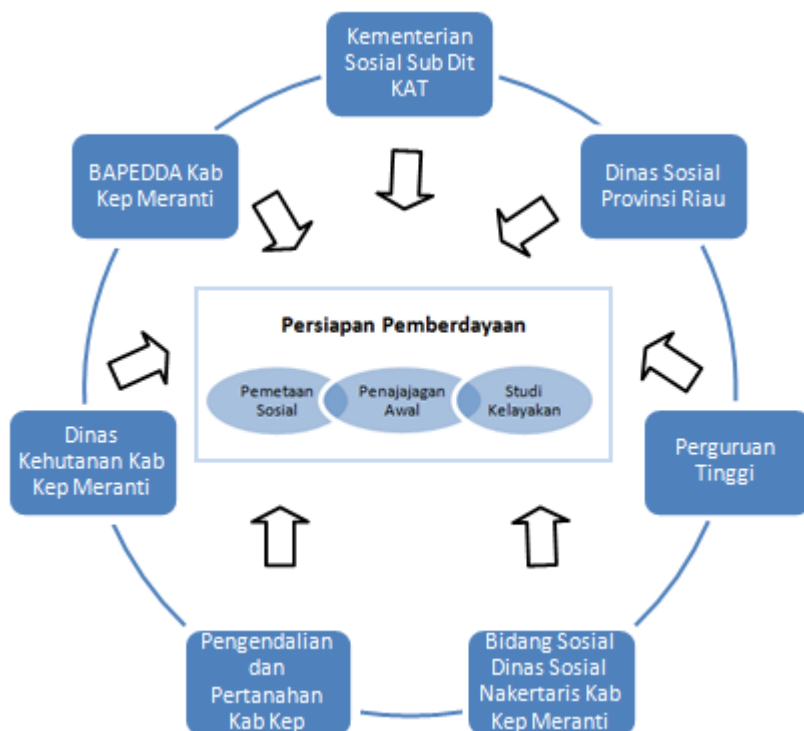 Kementerian
Sosial Sub Dit
KAT
BAPEDDA Kab
Kep Meranti
Dinas Sosial
Provinsi Riau
Persiapan Pemberdayaan
Pemetaan
Sosial
Penajajagan
Awal
Studi
Kelayakan
Dinas
Kehutanan Kab
Kep Meranti
Perguruan
Tinggi
Pengendalian
dan
Pertanahan
Kab Kep
Bidang Sosial
Dinas Sosial
Nakertaris Kab
Kep Meranti